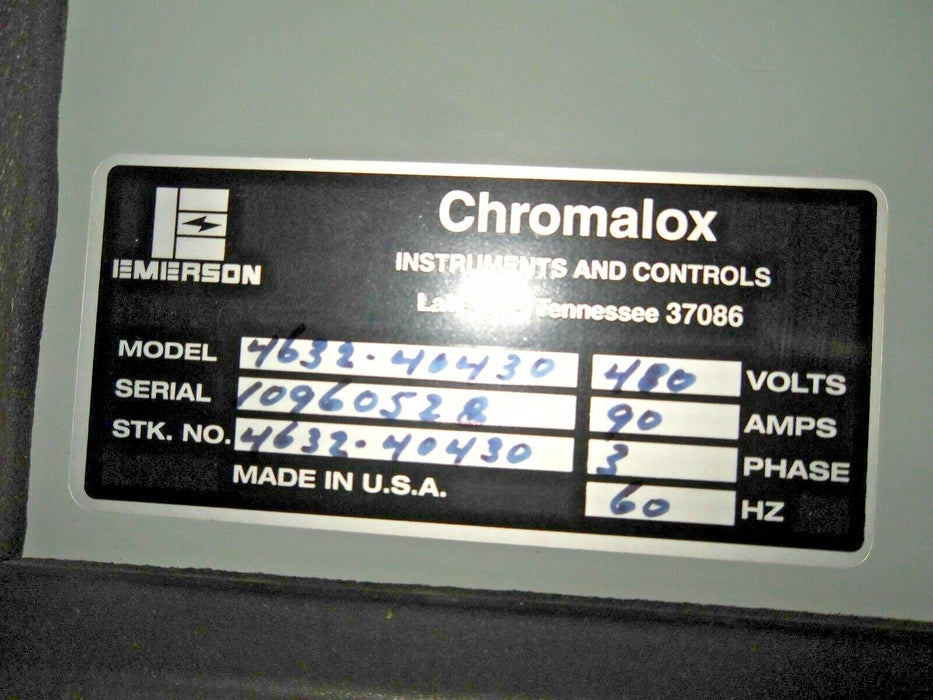 EMERSON
Chromalox
INSTRUMENTS AND CONTROLS
Tennessee 37086
MODEL 4632-40430 480 VOLTS
SERIAL 10960528 90 AMPS
STK. NO. 4632-40430 3 PHASE
MADE IN U.S.A. 60 HZ